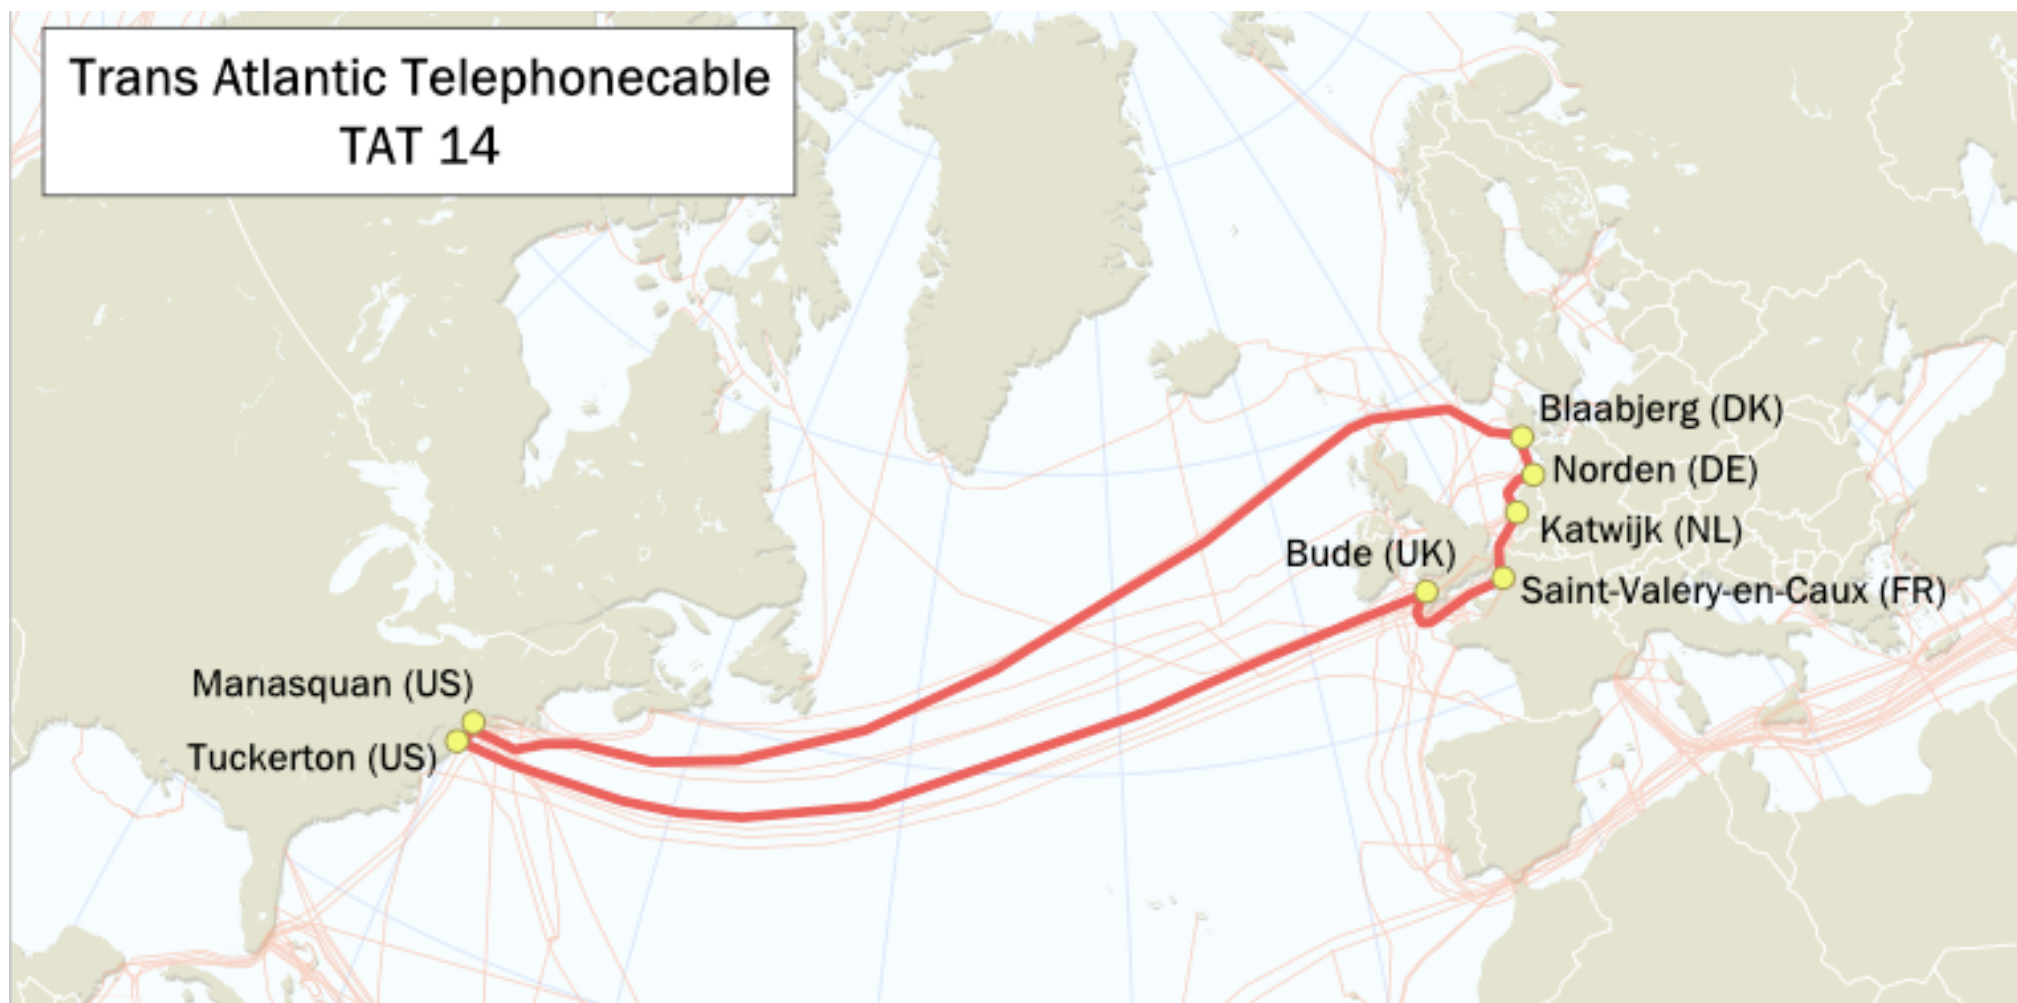 Trans Atlantic Telephonecable
TAT 14
Blaabjerg (DK)
Norden (DE)
Katwijk (NL)
Bude (UK)
Saint-Valery-en-Caux (FR)
Manasquan (US)
Tuckerton (US)